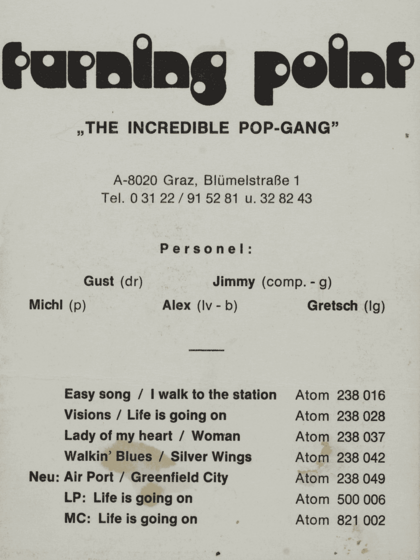 turning point
„THE INCREDIBLE POP-GANG”
A-8020 Graz, Blümelstraße 1
Tel. 0 31 22 / 91 52 81 u. 32 82 43
Personel:
Gust (dr) Jimmy (comp. - g)
Michl (p) Alex (lv - b) Gretsch (lg)
Easy song / I walk to the station Atom 238 016
Visions / Life is going on Atom 238 028
Lady of my heart / Woman Atom 238 037
Walkin' Blues / Silver Wings Atom 238 042
Neu: Air Port / Greenfield City Atom 238 049
LP: Life is going on Atom 500 006
MC: Life is going on Atom 821 002